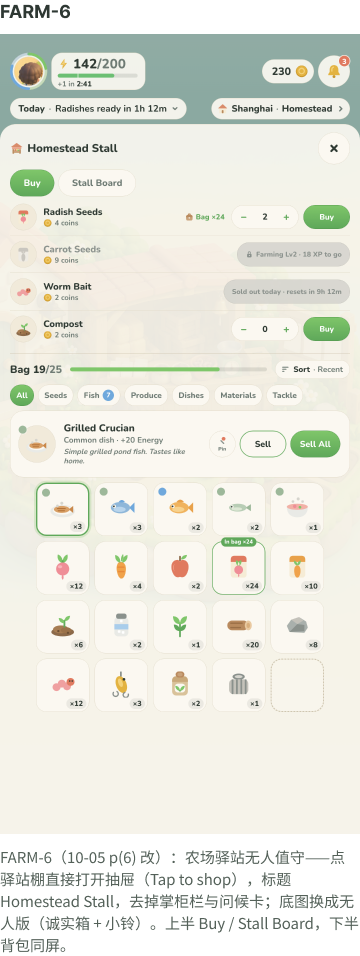 FARM-6
142/200
+1 in 2:41
230
3
Today · Radishes ready in 1h 12m
Shanghai · Homestead
Homestead Stall
Buy
Stall Board
Radish Seeds
4 coins
Bag ×24
− 2 +
Buy
Carrot Seeds
9 coins
Farming Lv2 · 18 XP to go
Worm Bait
2 coins
Sold out today · resets in 9h 12m
Compost
2 coins
− 0 +
Buy
Bag 19/25
Sort · Recent
All
Seeds
Fish 7
Produce
Dishes
Materials
Tackle
Grilled Crucian
Common dish · +20 Energy
Simple grilled pond fish. Tastes like
home.
Pin
Sell
Sell All
×3
×3
×2
×2
×1
In bag ×24
×12
×4
×2
×24
×10
×6
×2
×1
×20
×8
×12
×3
×2
×1
FARM-6（10-05 p(6) 改）：农场驿站无人值守——点
驿站棚直接打开抽屉（Tap to shop），标题
Homestead Stall，去掉掌柜栏与问候卡；底图换成无
人版（诚实箱 + 小铃）。上半 Buy / Stall Board，下半
背包同屏。